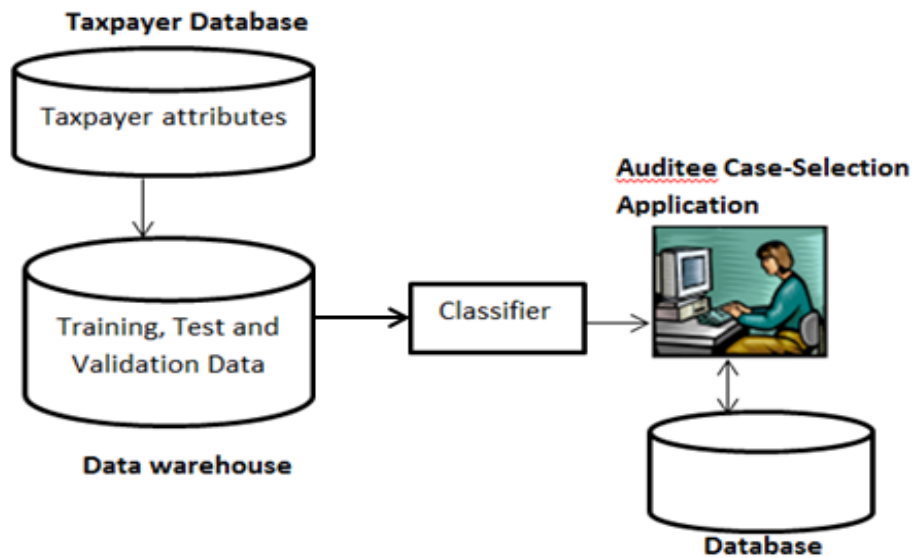 Taxpayer Database
Taxpayer attributes
Training, Test and
Validation Data
Data warehouse
Classifier
Auditee Case-Selection
Application
Database